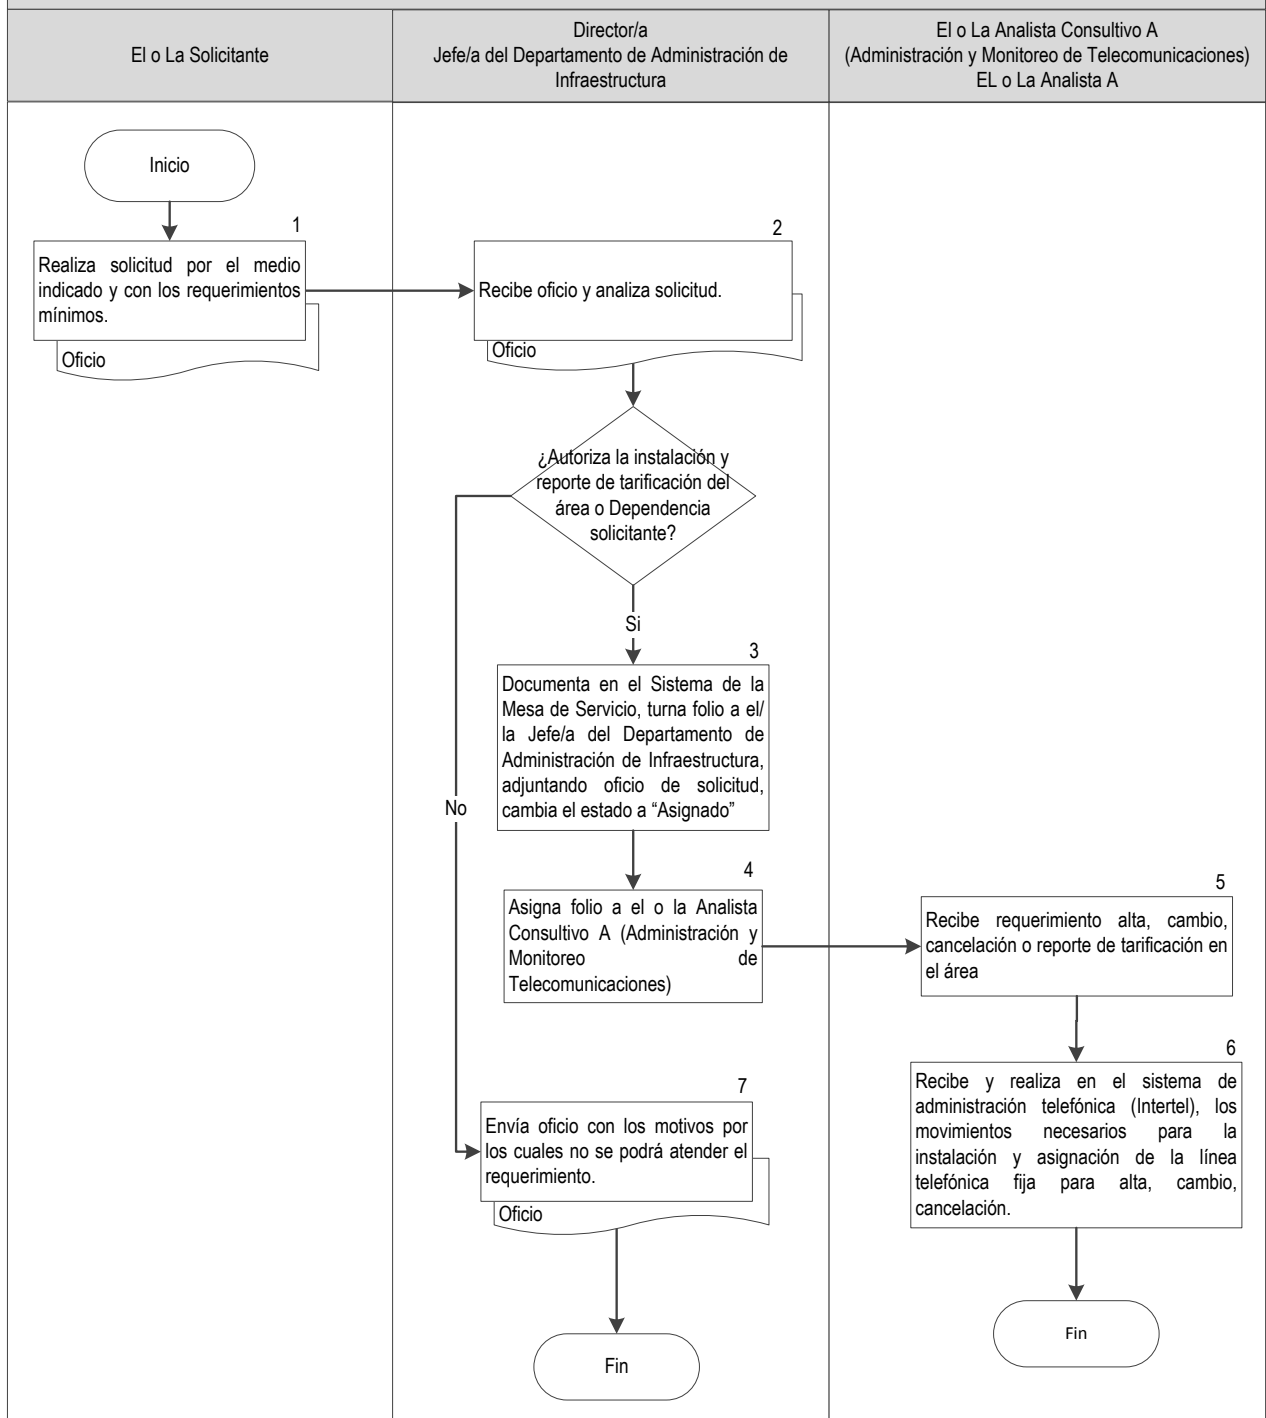 El o La Solicitante
Director/a
Jefe/a del Departamento de Administración de
Infraestructura
El o La Analista Consultivo A
(Administración y Monitoreo de Telecomunicaciones)
EL o La Analista A
Inicio
1
Realiza solicitud por el medio
indicado y con los requerimientos
mínimos.
Oficio
2
Recibe oficio y analiza solicitud.
Oficio
¿Autoriza la instalación y
reporte de tarificación del
área o Dependencia
solicitante?
Si
No
3
Documenta en el Sistema de la
Mesa de Servicio, turna folio a el/
la Jefe/a del Departamento de
Administración de Infraestructura,
adjuntando oficio de solicitud,
cambia el estado a “Asignado”
4
Asigna folio a el o la Analista
Consultivo A (Administración y
Monitoreo de
Telecomunicaciones)
5
Recibe requerimiento alta, cambio,
cancelación o reporte de tarificación en
el área
6
Recibe y realiza en el sistema de
administración telefónica (Intertel), los
movimientos necesarios para la
instalación y asignación de la línea
telefónica fija para alta, cambio,
cancelación.
Fin
7
Envía oficio con los motivos por
los cuales no se podrá atender el
requerimiento.
Oficio
Fin